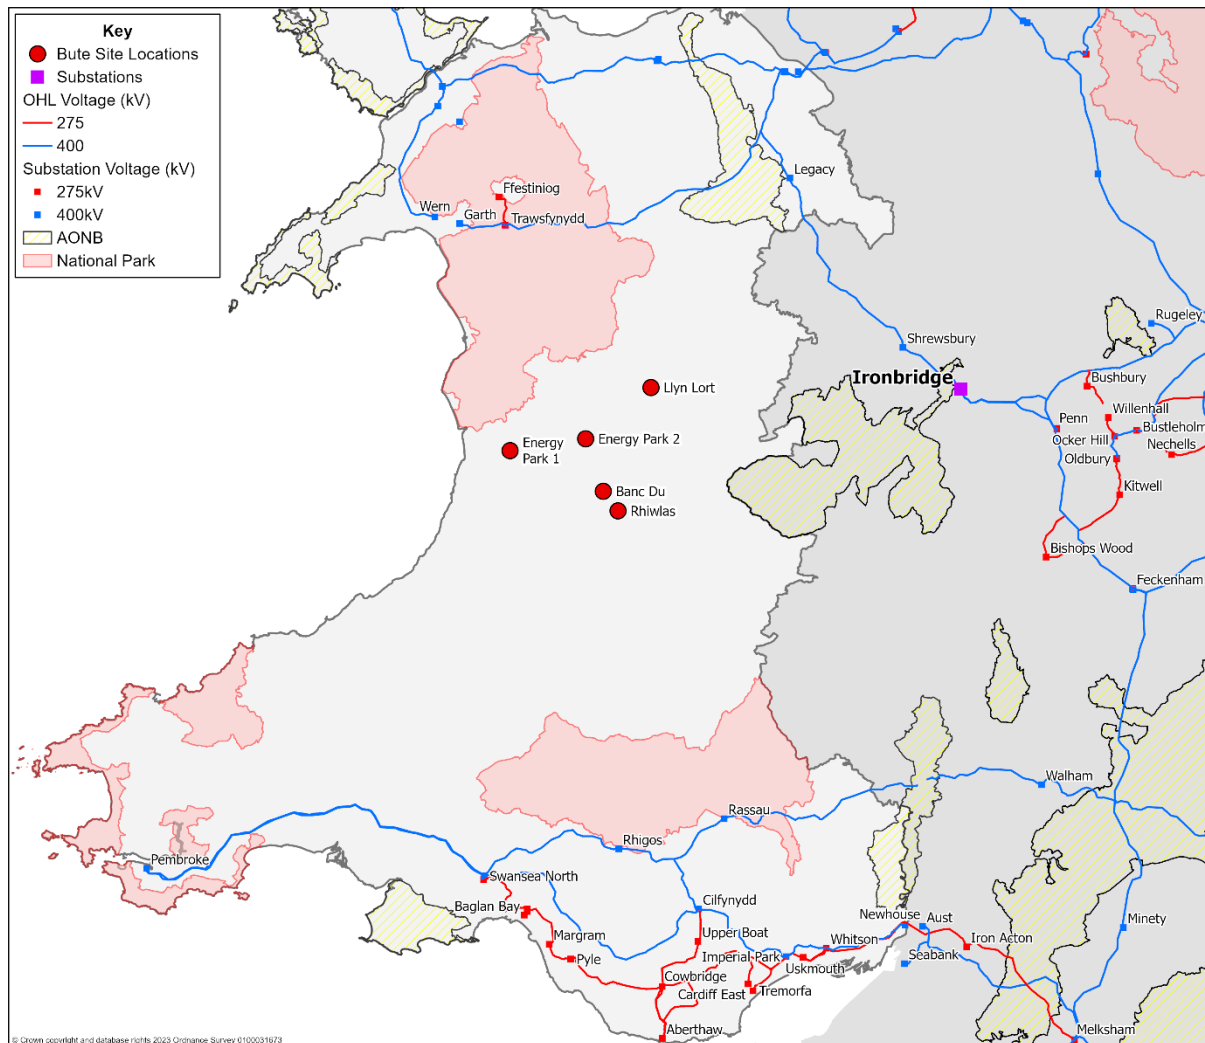 Key
Bute Site Locations
Substations
OHL Voltage (kV)
275
400
Substation Voltage (kV)
275kV
400kV
AONB
National Park
Ffestiniog
Wern
Garth
Trawsfynydd
Legacy
Rugeley
Shrewsbury
Ironbridge
Bushbury
Llyn Lort
Willenhall
Penn
Bustleholm
Ocker Hill
Nechells
Oldbury
Energy
Park 1
Energy Park 2
Kitwell
Banc Du
Rhiwlas
Bishops Wood
Feckenham
Walham
Rassau
Rhigos
Pembroke
Swansea North
Baglan Bay
Cilfynydd
Newhouse
Aust
Minety
Margram
Upper Boat
Whitson
Iron Acton
Pyle
Imperial Park
Uskmouth
Seabank
Cowbridge
Cardiff East
Tremorfa
Aberthaw
Melksham
© Crown copyright and database rights 2023 Ordnance Survey 0100031673